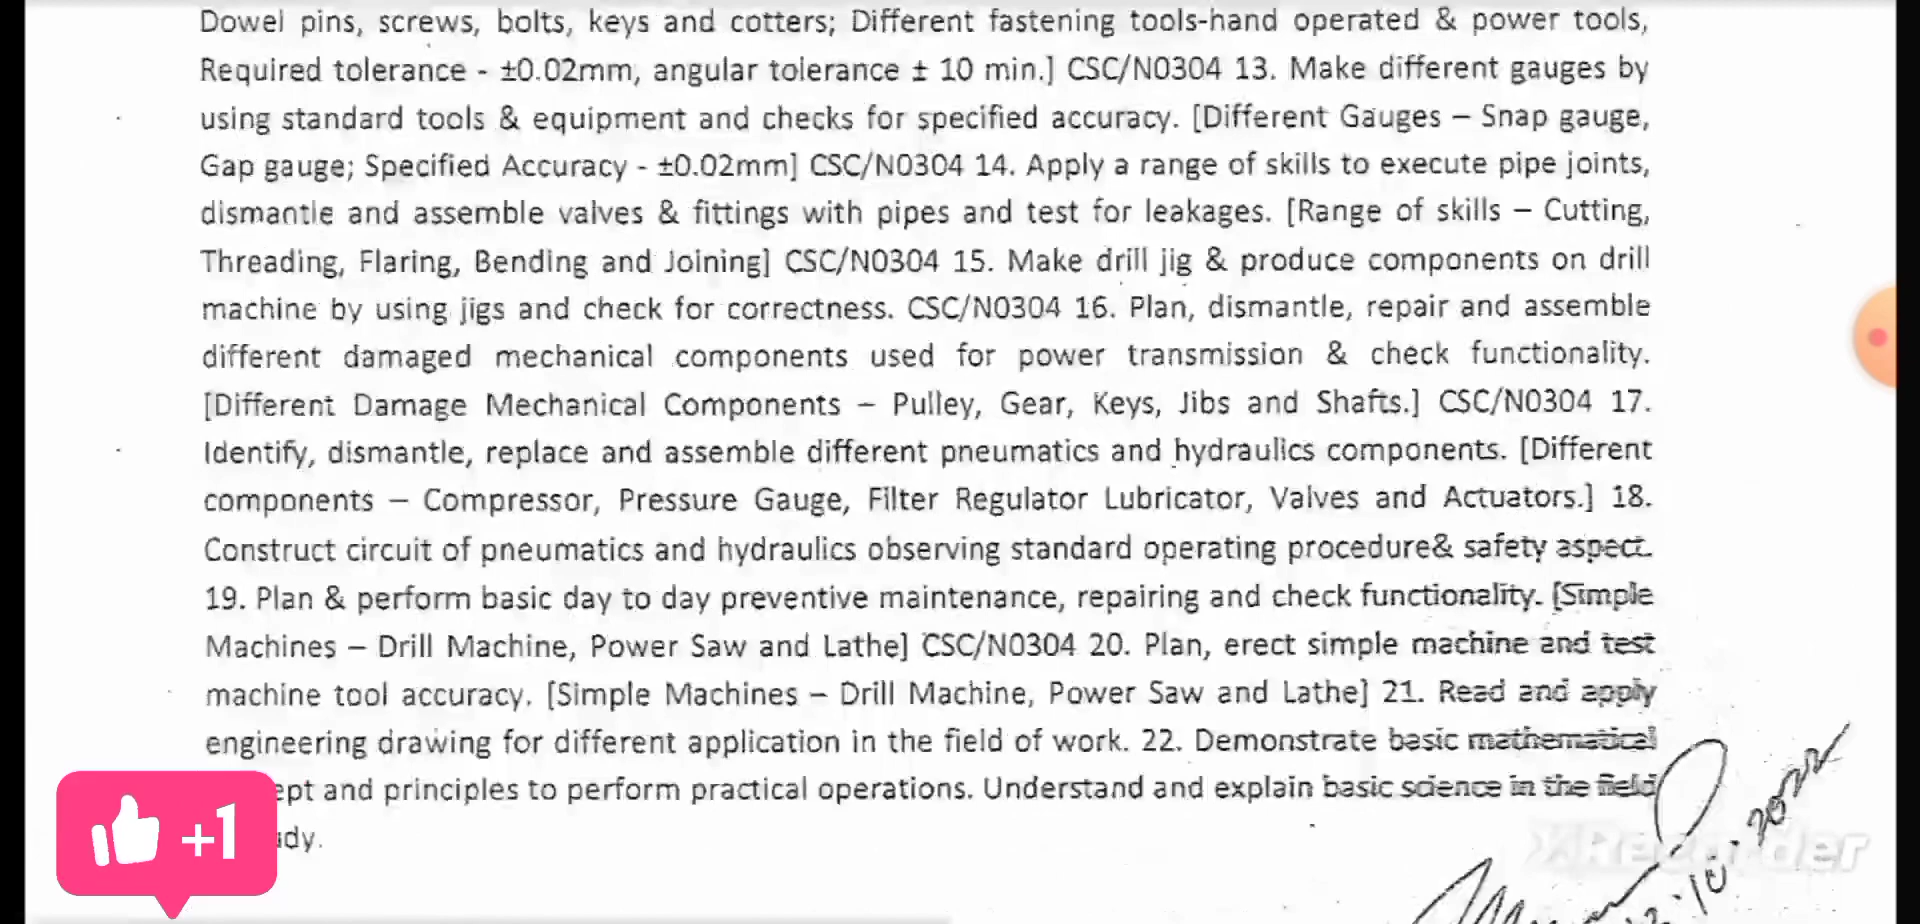 Dowel pins, screws, bolts, keys and cotters; Different fastening tools-hand operated & power tools,
Required tolerance - ±0.02mm, angular tolerance ± 10 min.] CSC/N0304 13. Make different gauges by
using standard tools & equipment and checks for specified accuracy. [Different Gauges – Snap gauge,
Gap gauge; Specified Accuracy - ±0.02mm] CSC/N0304 14. Apply a range of skills to execute pipe joints,
dismantle and assemble valves & fittings with pipes and test for leakages. [Range of skills – Cutting,
Threading, Flaring, Bending and Joining] CSC/N0304 15. Make drill jig & produce components on drill
machine by using jigs and check for correctness. CSC/N0304 16. Plan, dismantle, repair and assemble
different damaged mechanical components used for power transmission & check functionality.
[Different Damage Mechanical Components – Pulley, Gear, Keys, Jibs and Shafts.] CSC/N0304 17.
Identify, dismantle, replace and assemble different pneumatics and hydraulics components. [Different
components – Compressor, Pressure Gauge, Filter Regulator Lubricator, Valves and Actuators.] 18.
Construct circuit of pneumatics and hydraulics observing standard operating procedure& safety aspect.
19. Plan & perform basic day to day preventive maintenance, repairing and check functionality. [Simple
Machines – Drill Machine, Power Saw and Lathe] CSC/N0304 20. Plan, erect simple machine and test
machine tool accuracy. [Simple Machines – Drill Machine, Power Saw and Lathe] 21. Read and apply
engineering drawing for different application in the field of work. 22. Demonstrate basic mathematical
ept and principles to perform practical operations. Understand and explain basic science in the field
dy.
+1
XRecorder